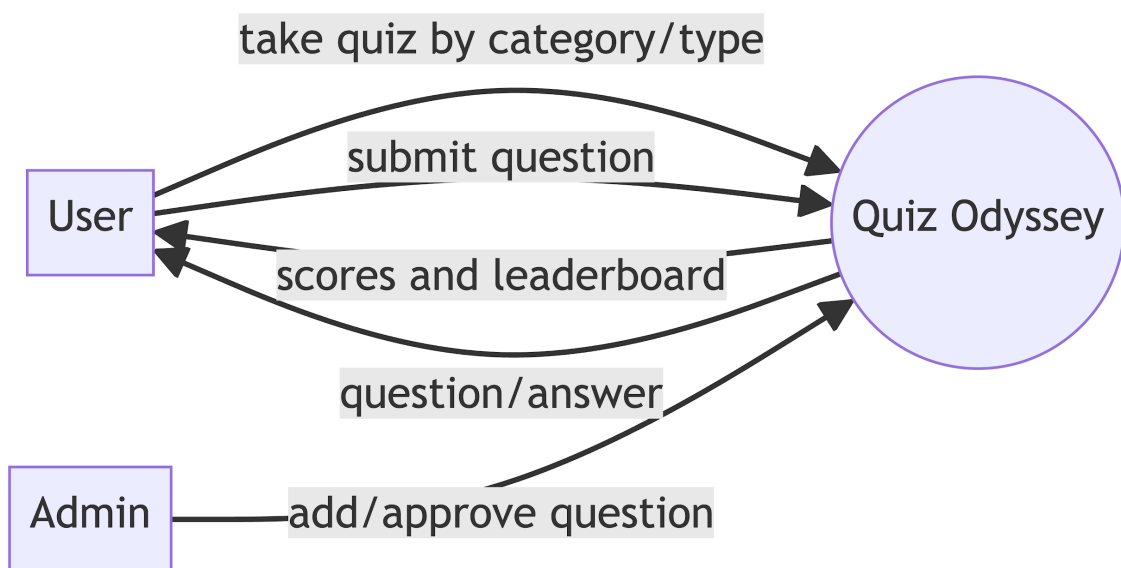 take quiz by category/type
submit question
User
Quiz Odyssey
scores and leaderboard
question/answer
Admin
add/approve question